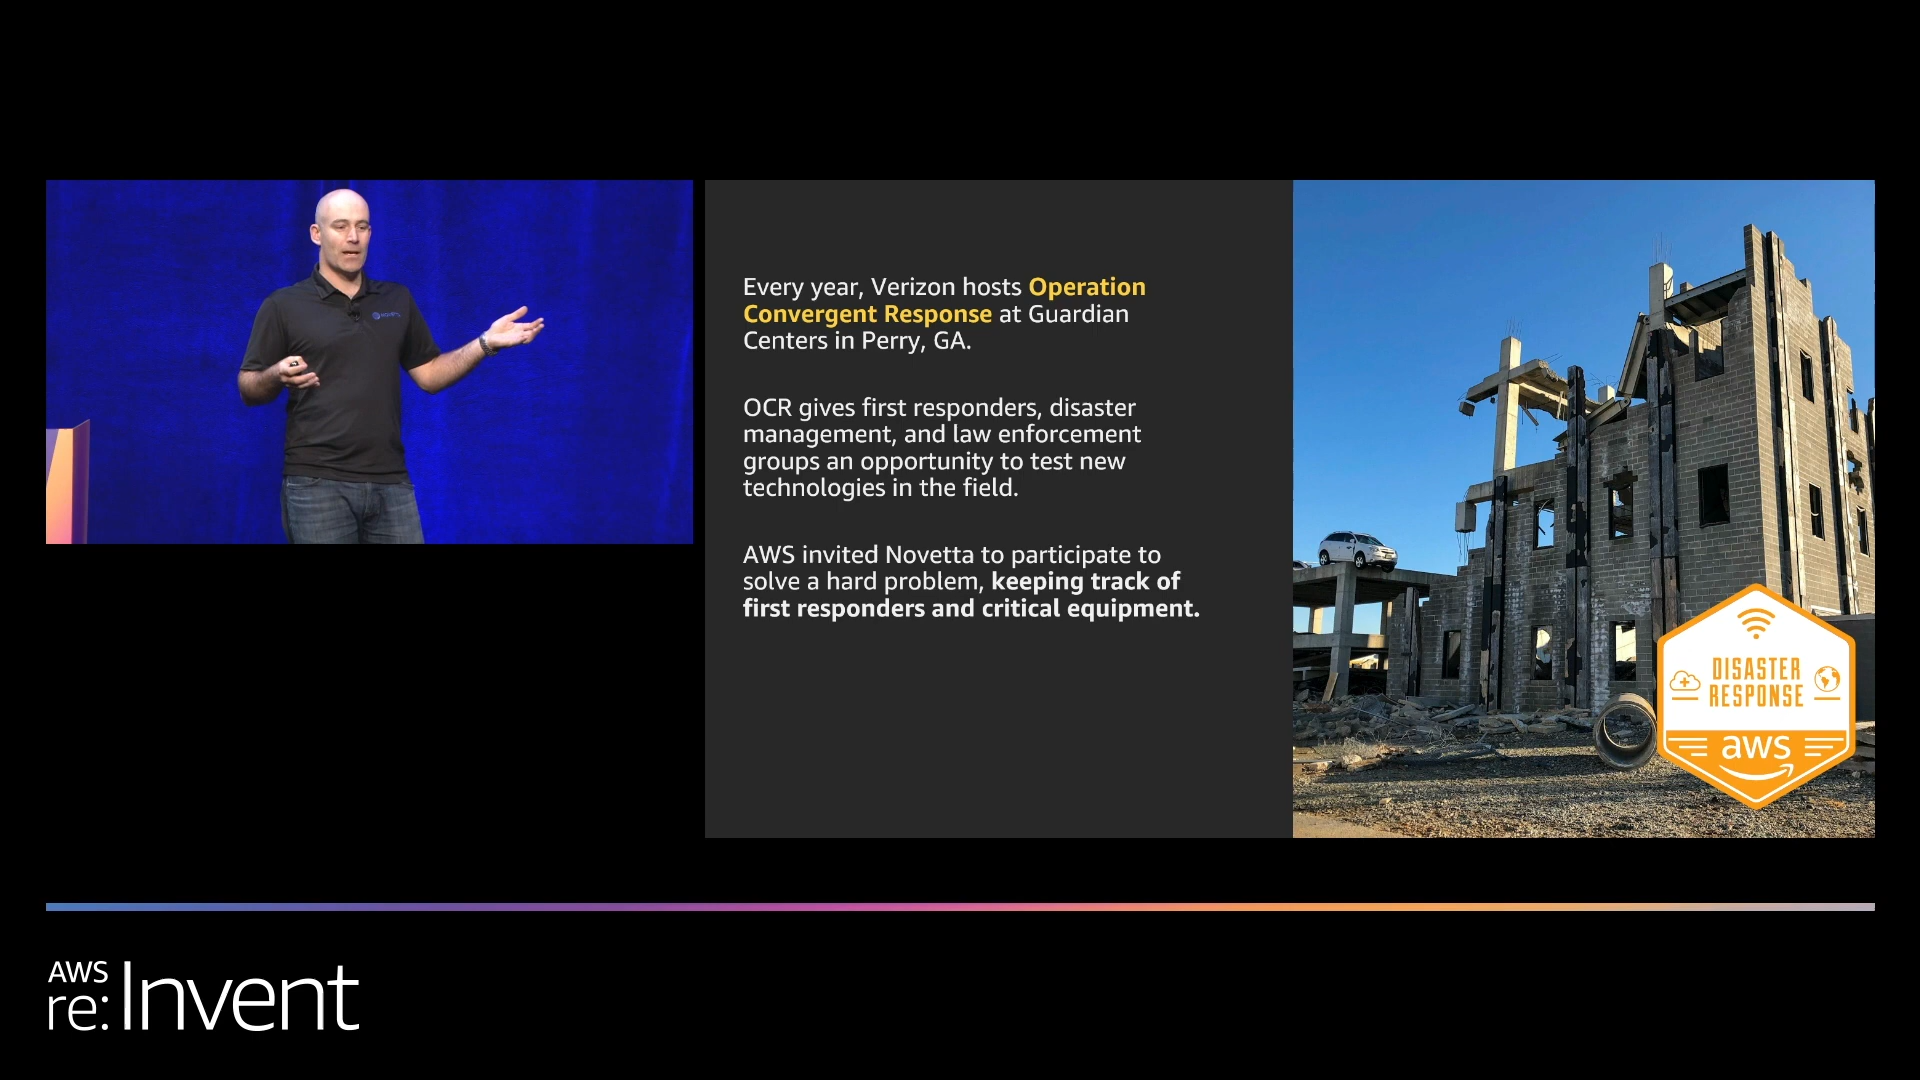 Every year, Verizon hosts Operation
Convergent Response at Guardian
Centers in Perry, GA.
OCR gives first responders, disaster
management, and law enforcement
groups an opportunity to test new
technologies in the field.
AWS invited Novetta to participate to
solve a hard problem, keeping track of
first responders and critical equipment.
DISASTER
RESPONSE
aws
AWS
re:Invent